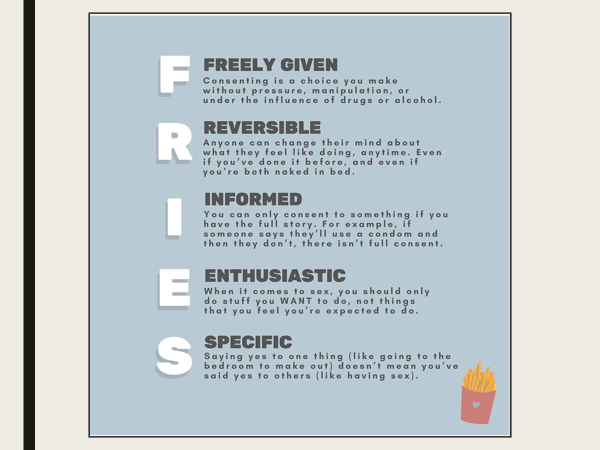 F
FREELY GIVEN
Consenting is a choice you make
without pressure, manipulation, or
under the influence of drugs or alcohol.
R
REVERSIBLE
Anyone can change their mind about
what they feel like doing, anytime. Even
if you've done it before, and even if
you're both naked in bed.
I
INFORMED
You can only consent to something if you
have the full story. For example, if
someone says they'll use a condom and
then they don't, there isn't full consent.
E
ENTHUSIASTIC
When it comes to sex, you should only
do stuff you WANT to do, not things
that you feel you're expected to do.
S
SPECIFIC
Saying yes to one thing (like going to the
bedroom to make out) doesn't mean you've
said yes to others (like having sex).